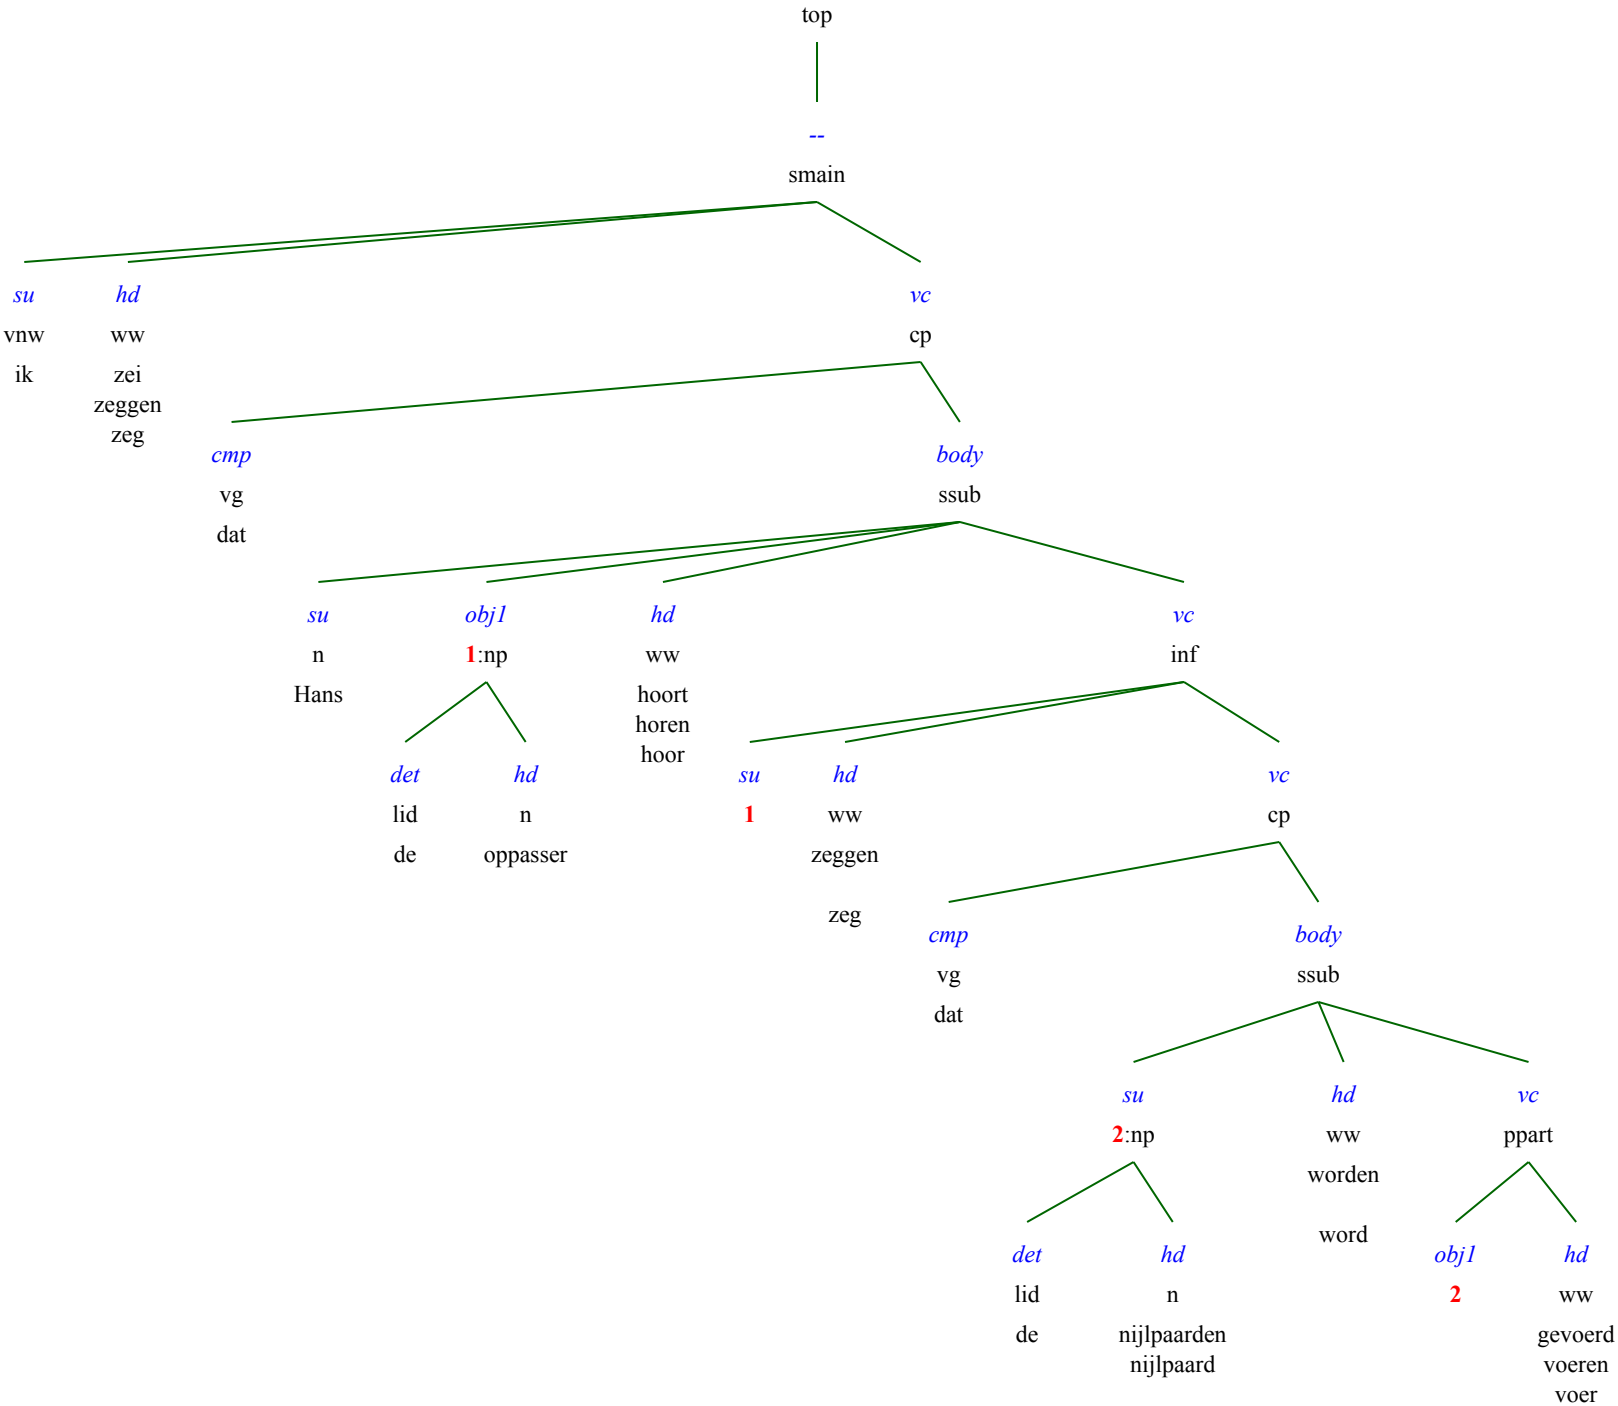 top
--
smain
su hd vc
vnw ww cp
ik zei
zeggen
zeg
cmp body
vg ssub
dat
su obj1 hd vc
n 1:np ww inf
Hans hoort
horen
hoor
det hd su hd vc
lid n 1 ww cp
de oppasser zeggen
zeg
cmp body
vg ssub
dat
su hd vc
2:np ww ppart
worden
word
det hd obj1 hd
lid n 2 ww
de nijlpaarden gevoerd
nijlpaard voeren
voer